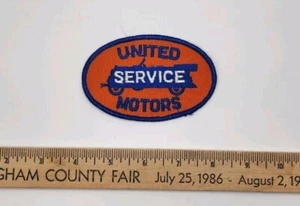 UNITED
SERVICE
MOTORS
GHAM COUNTY FAIR July 25, 1986 - August 2, 19